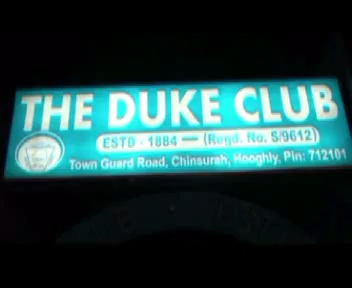 THE DUKE CLUB
ESTD - 1884 — (Regd. No. S/9612)
Town Guard Road, Chinsurah, Hooghly, Pin: 712101